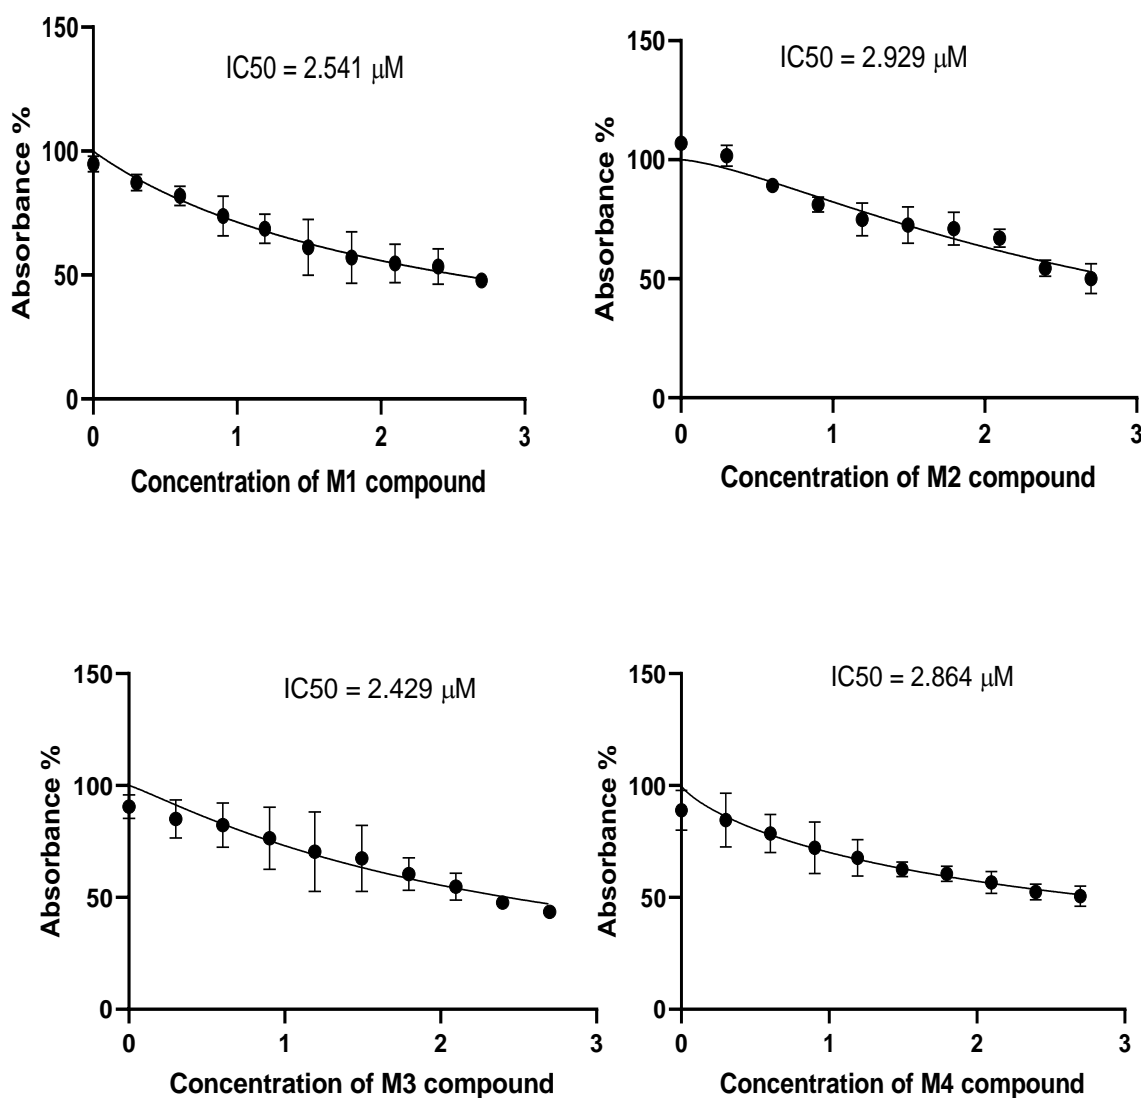 150
IC50 = 2.541 μM
100
50
0
0 1 2 3
Absorbance %
Concentration of M1 compound
150
IC50 = 2.929 μM
100
50
0
0 1 2 3
Absorbance %
Concentration of M2 compound
150
IC50 = 2.429 μM
100
50
0
0 1 2 3
Absorbance %
Concentration of M3 compound
150
IC50 = 2.864 μM
100
50
0
0 1 2 3
Absorbance %
Concentration of M4 compound